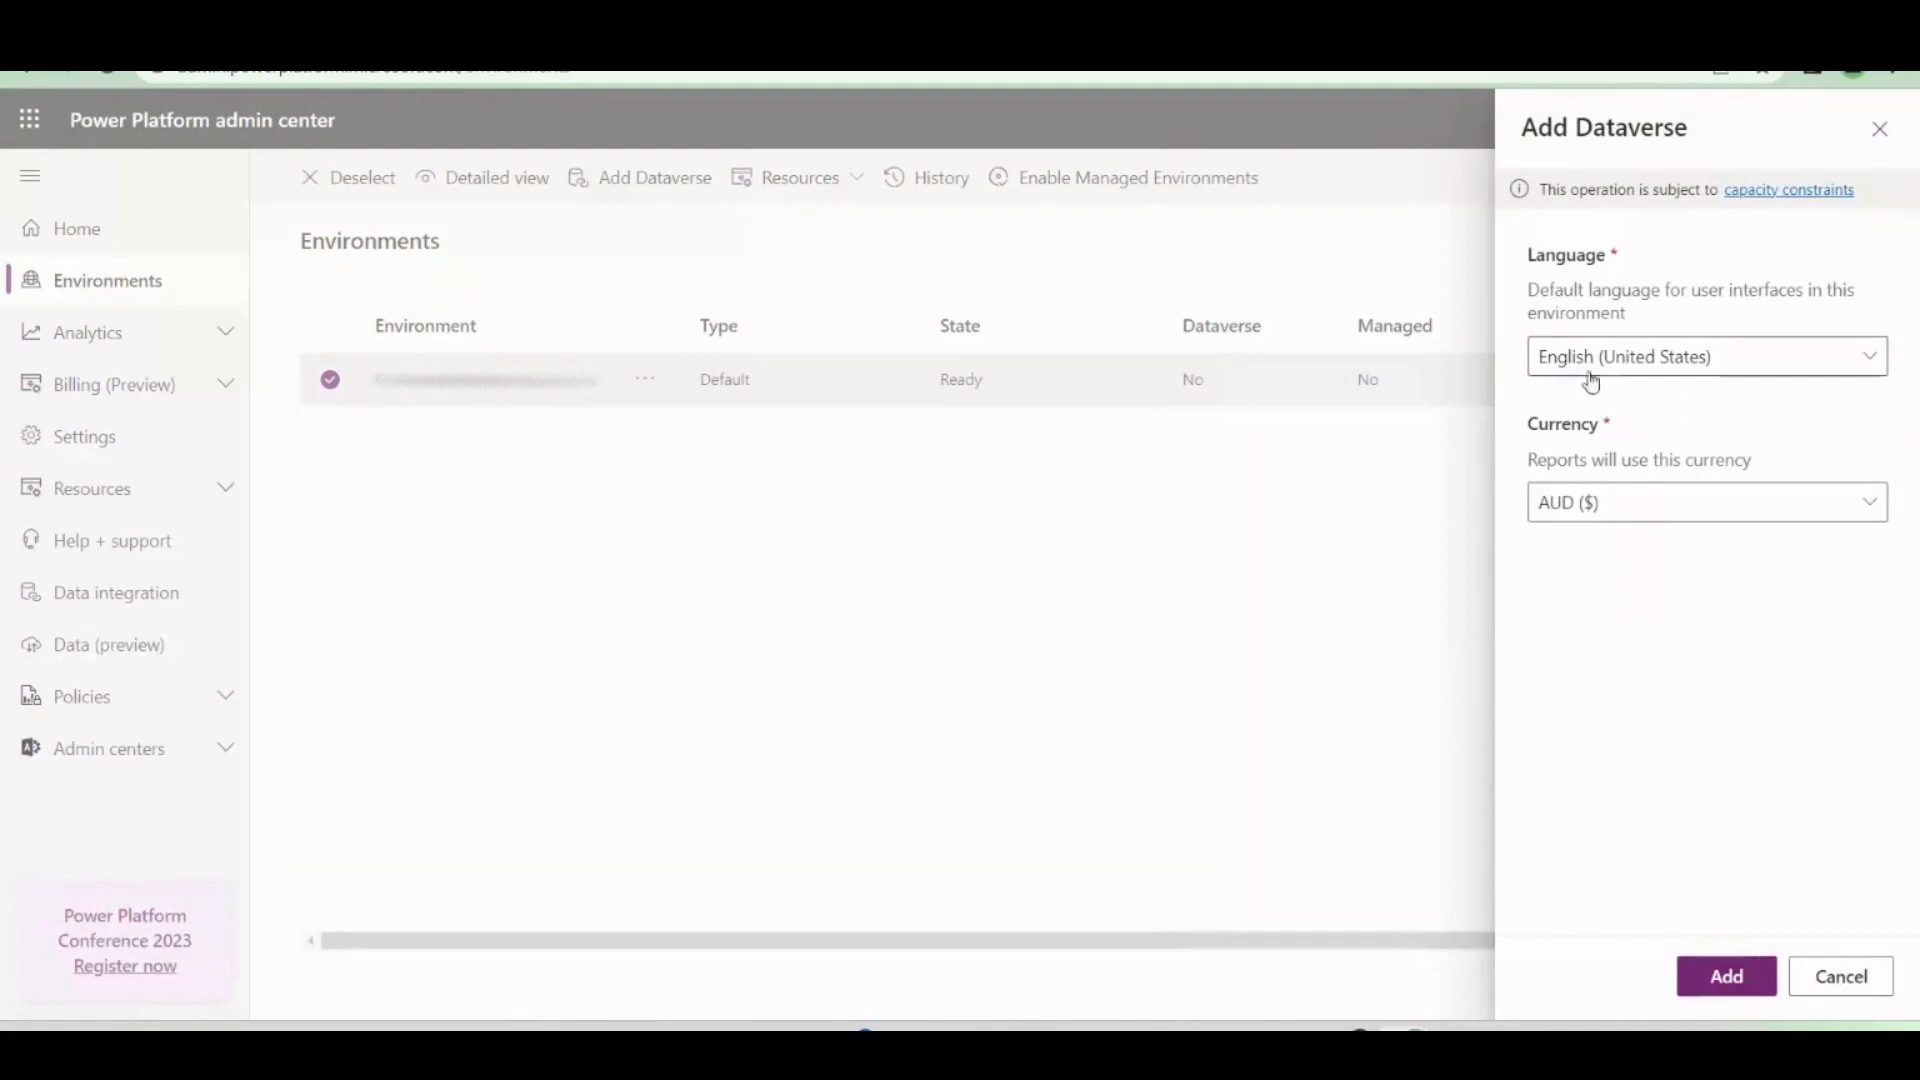 Power Platform admin center
Deselect
Detailed view
Add Dataverse
Resources
History
Enable Managed Environments
Home
Environments
Analytics
Billing (Preview)
Settings
Resources
Help + support
Data integration
Data (preview)
Policies
Admin centers
Power Platform
Conference 2023
Register now
Environments
Environment Type State Dataverse Managed
... Default Ready No No
Add Dataverse
This operation is subject to capacity constraints
Language *
Default language for user interfaces in this
environment
English (United States)
Currency *
Reports will use this currency
AUD ($)
Add
Cancel